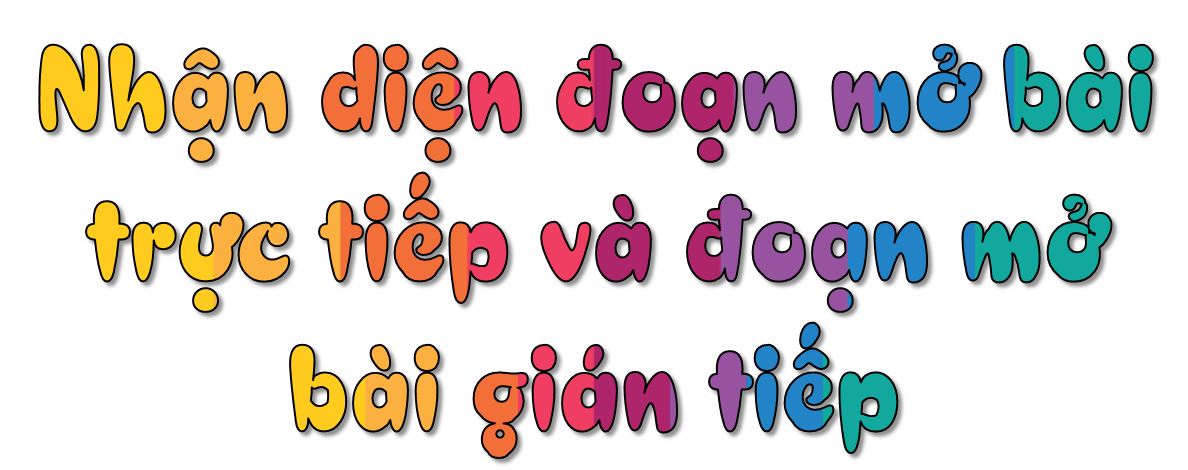 Nhận diện đoạn mở bài
trực tiếp và đoạn mở
bài gián tiếp